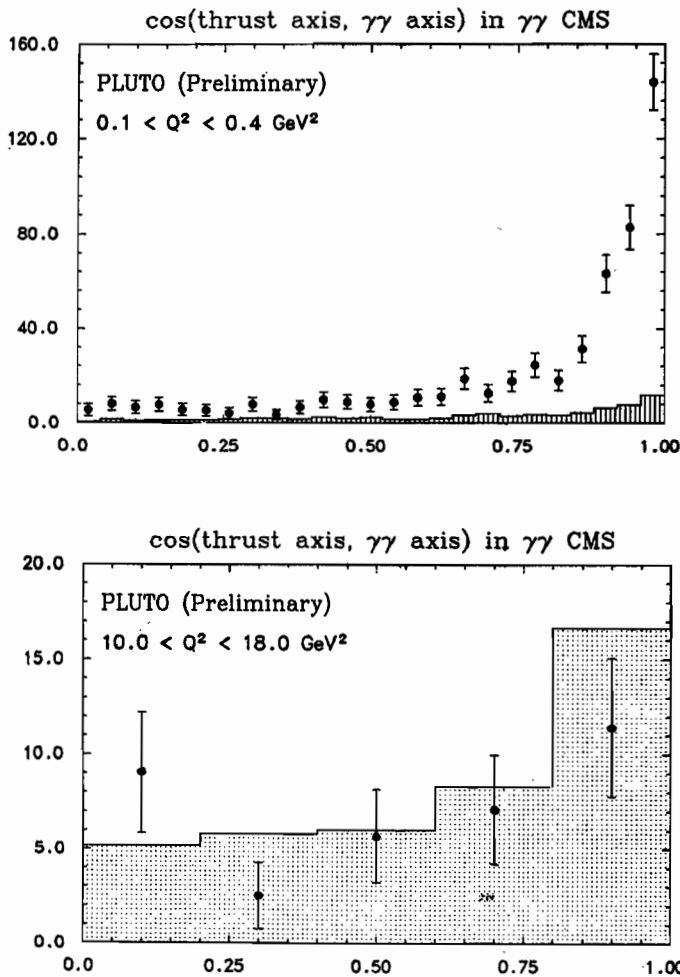 cos(thrust axis, γγ axis) in γγ CMS
160.0
PLUTO (Preliminary)
0.1 < Q² < 0.4 GeV²
120.0
80.0
40.0
0.0
0.0 0.25 0.50 0.75 1.00
cos(thrust axis, γγ axis) in γγ CMS
20.0
PLUTO (Preliminary)
10.0 < Q² < 18.0 GeV²
15.0
10.0
5.0
0.0
0.0 0.25 0.50 0.75 1.00